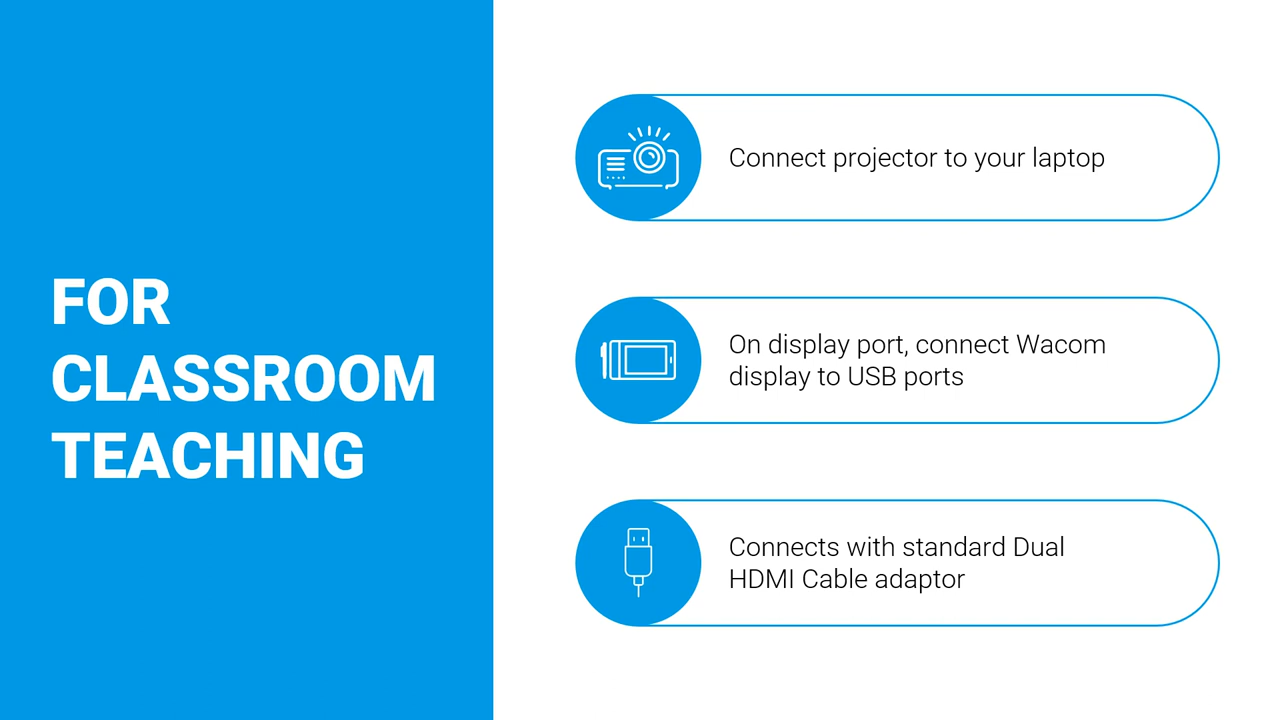 FOR
CLASSROOM
TEACHING
Connect projector to your laptop
On display port, connect Wacom
display to USB ports
Connects with standard Dual
HDMI Cable adaptor